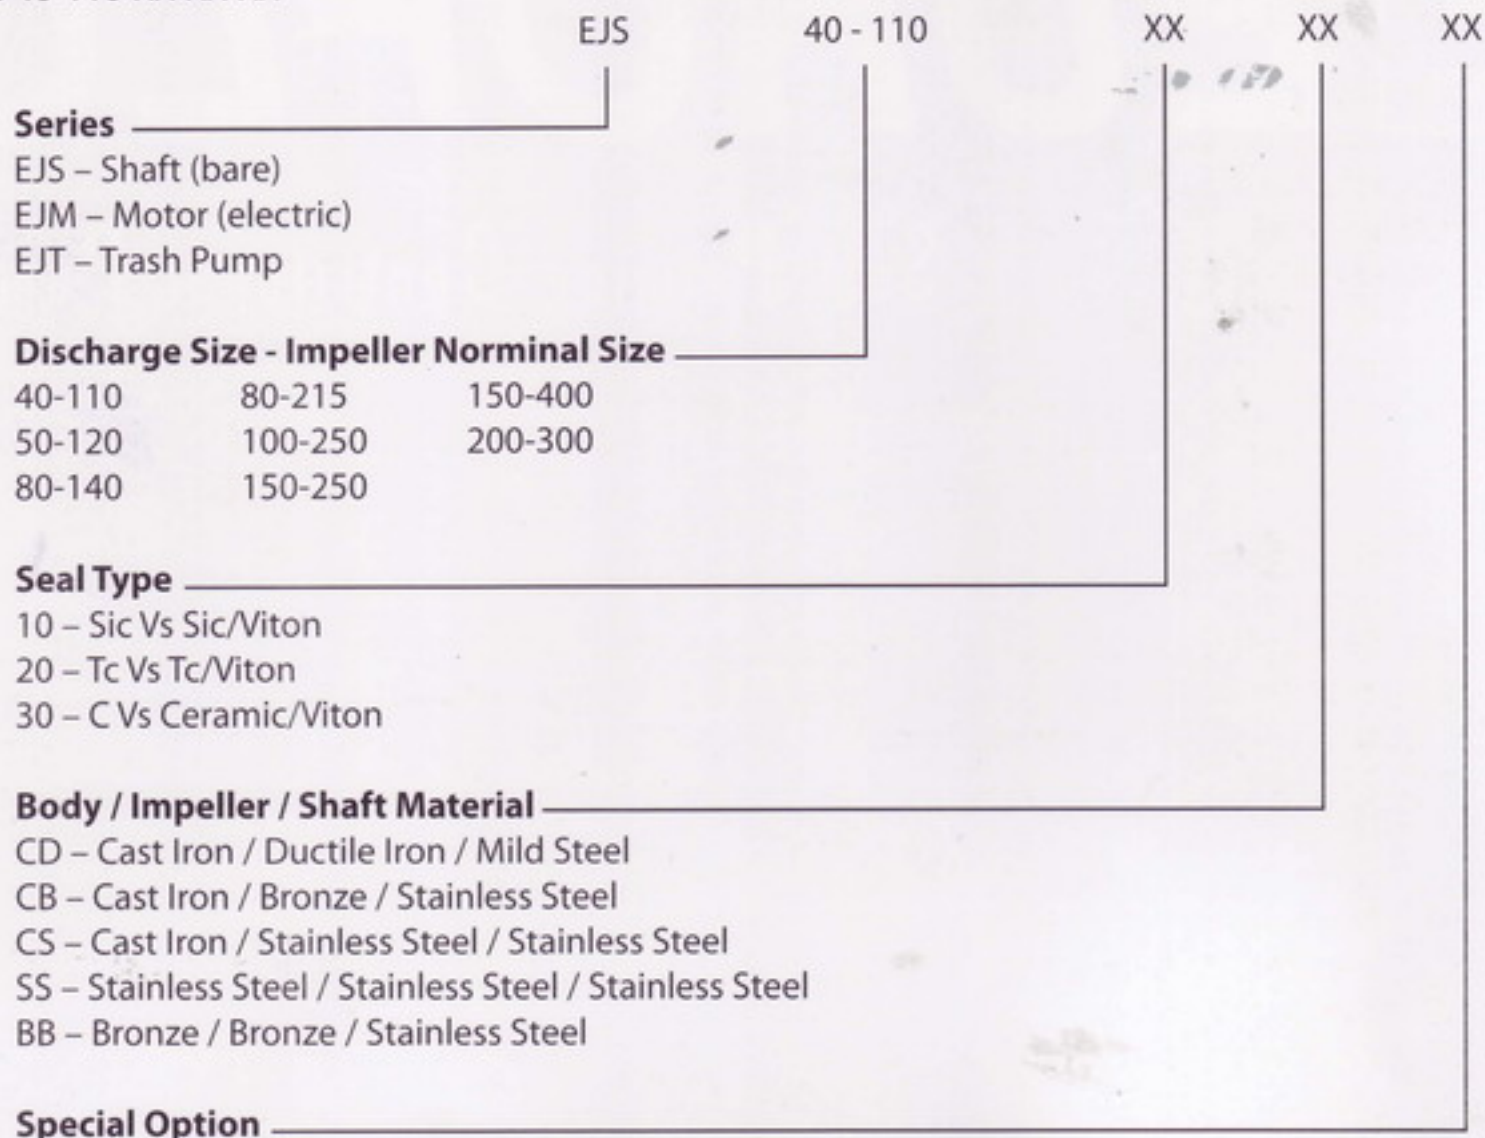 EJS 40 - 110 XX XX XX
Series
EJS – Shaft (bare)
EJM – Motor (electric)
EJT – Trash Pump
Discharge Size - Impeller Norminal Size
40-110 80-215 150-400
50-120 100-250 200-300
80-140 150-250
Seal Type
10 – Sic Vs Sic/Viton
20 – Tc Vs Tc/Viton
30 – C Vs Ceramic/Viton
Body / Impeller / Shaft Material
CD – Cast Iron / Ductile Iron / Mild Steel
CB – Cast Iron / Bronze / Stainless Steel
CS – Cast Iron / Stainless Steel / Stainless Steel
SS – Stainless Steel / Stainless Steel / Stainless Steel
BB – Bronze / Bronze / Stainless Steel
Special Option